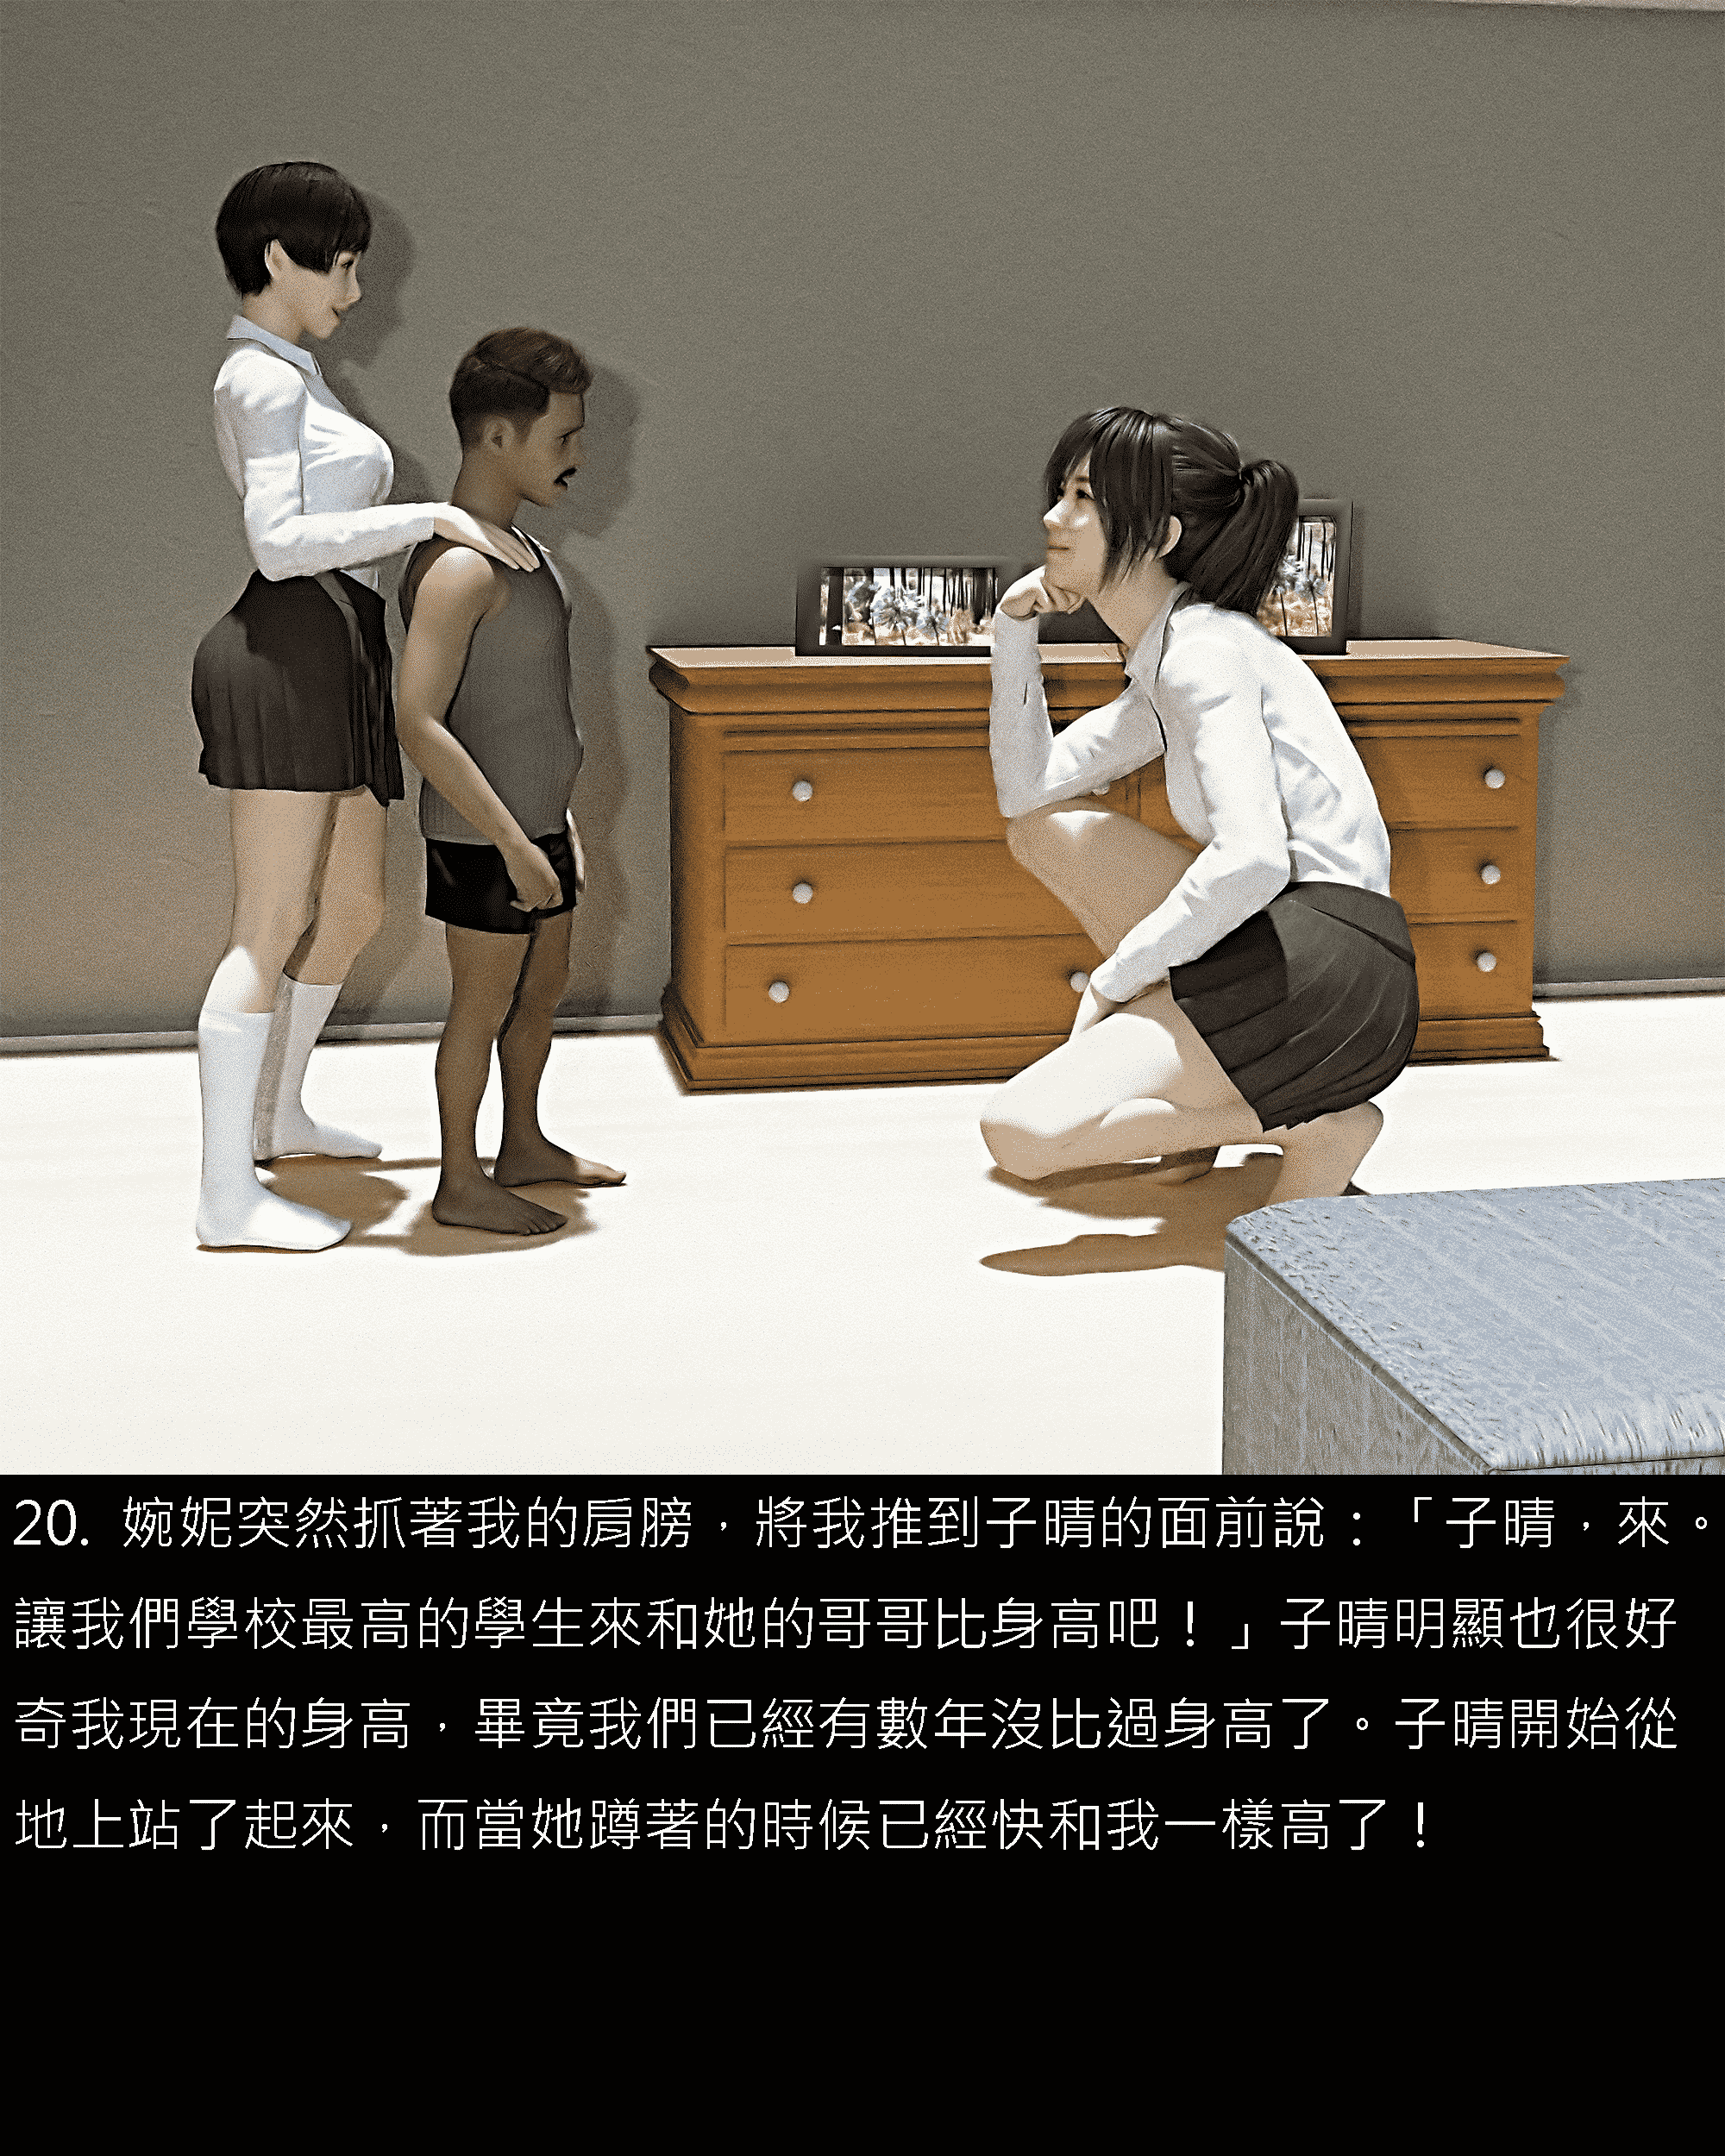 20. 婉妮突然抓著我的肩膀，將我推到子晴的面前說：「子晴，來。
讓我們學校最高的學生來和她的哥哥比身高吧！」子晴明顯也很好
奇我現在的身高，畢竟我們已經有數年沒比過身高了。子晴開始從
地上站了起來，而當她蹲著的時候已經快和我一樣高了！